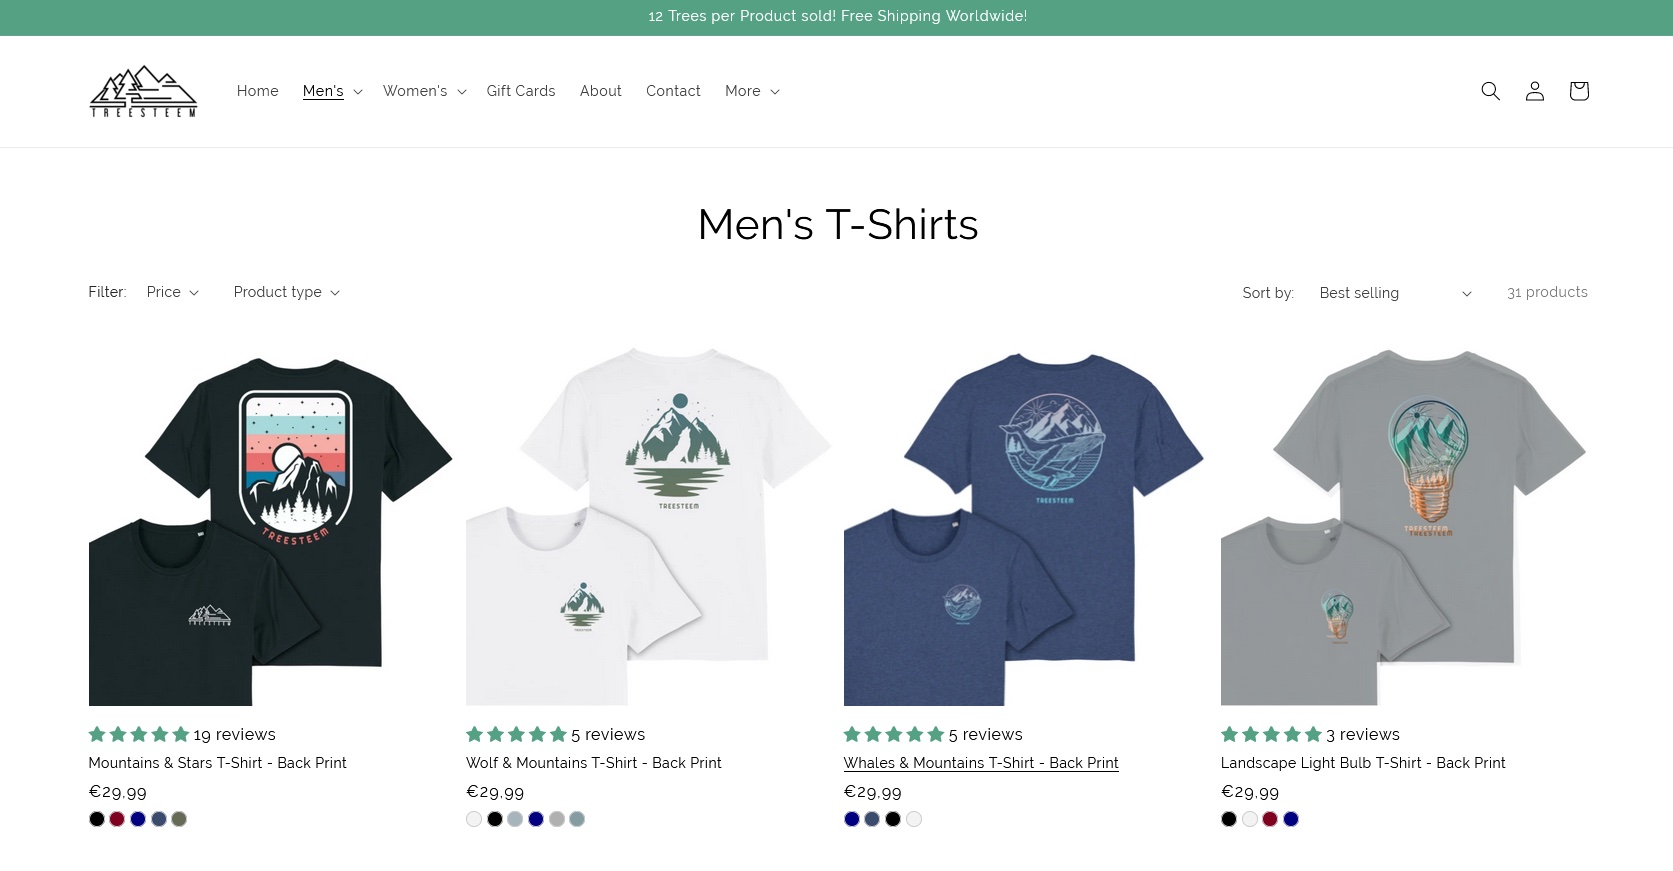 12 Trees per Product sold! Free Shipping Worldwide!
TREESTEEM
Home Men's Women's Gift Cards About Contact More
Men's T-Shirts
Filter: Price Product type
Sort by: Best selling 31 products
TREESTEEM
TREESTEEM
TREESTEEM
TREESTEEM
TREESTEEM
TREESTEEM
TREESTEEM
19 reviews
Mountains & Stars T-Shirt - Back Print
€29,99
5 reviews
Wolf & Mountains T-Shirt - Back Print
€29,99
5 reviews
Whales & Mountains T-Shirt - Back Print
€29,99
3 reviews
Landscape Light Bulb T-Shirt - Back Print
€29,99